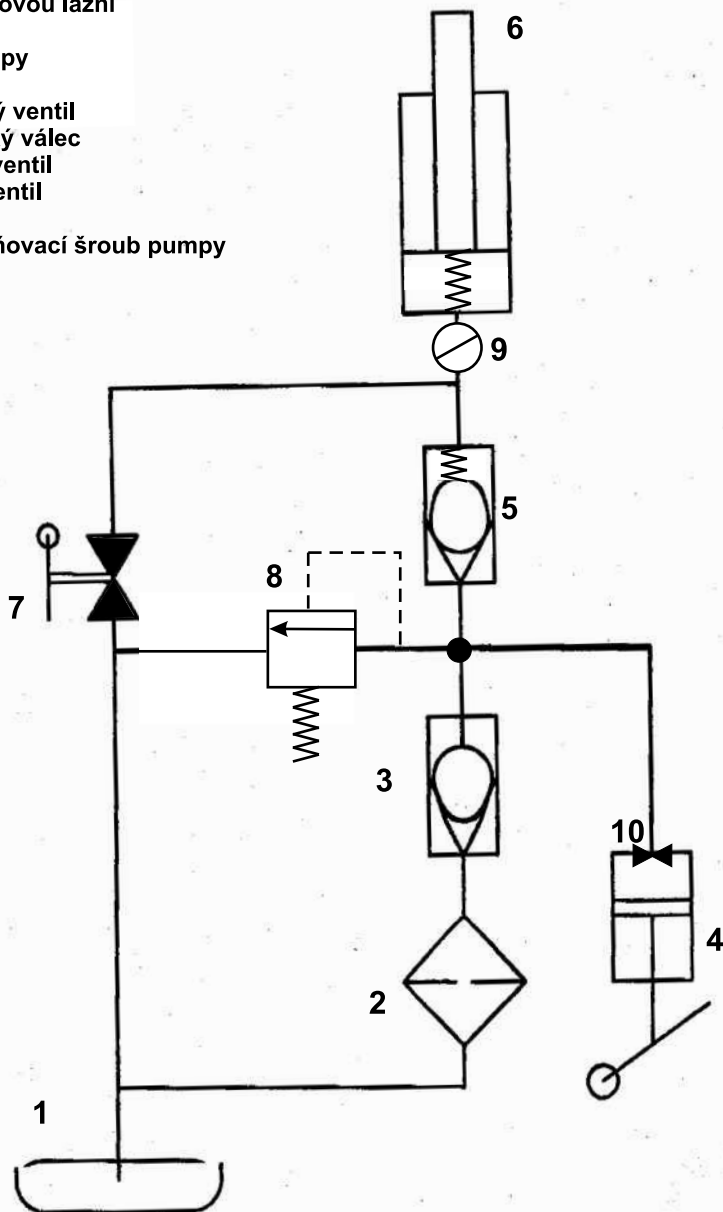 ovou lázní
6
py
ý ventil
ý válec
ventil
entil
ňovací šroub pumpy
9
5
8
7
3
10
4
2
1